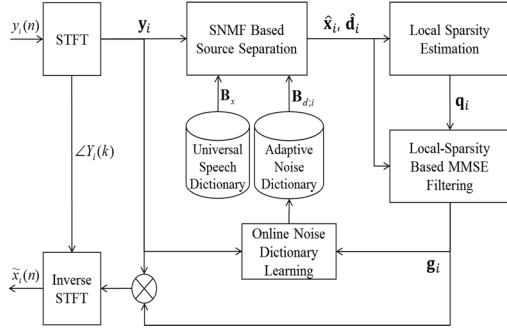 y_i(n)
STFT
𝐲_i
SNMF Based
Source Separation
x̂_i, d̂_i
Local Sparsity
Estimation
B_x
B_{d;i}
q_i
∠Y_i(k)
Universal
Speech
Dictionary
Adaptive
Noise
Dictionary
Local-Sparsity
Based MMSE
Filtering
Online Noise
Dictionary
Learning
g_i
x̃_i(n)
Inverse
STFT